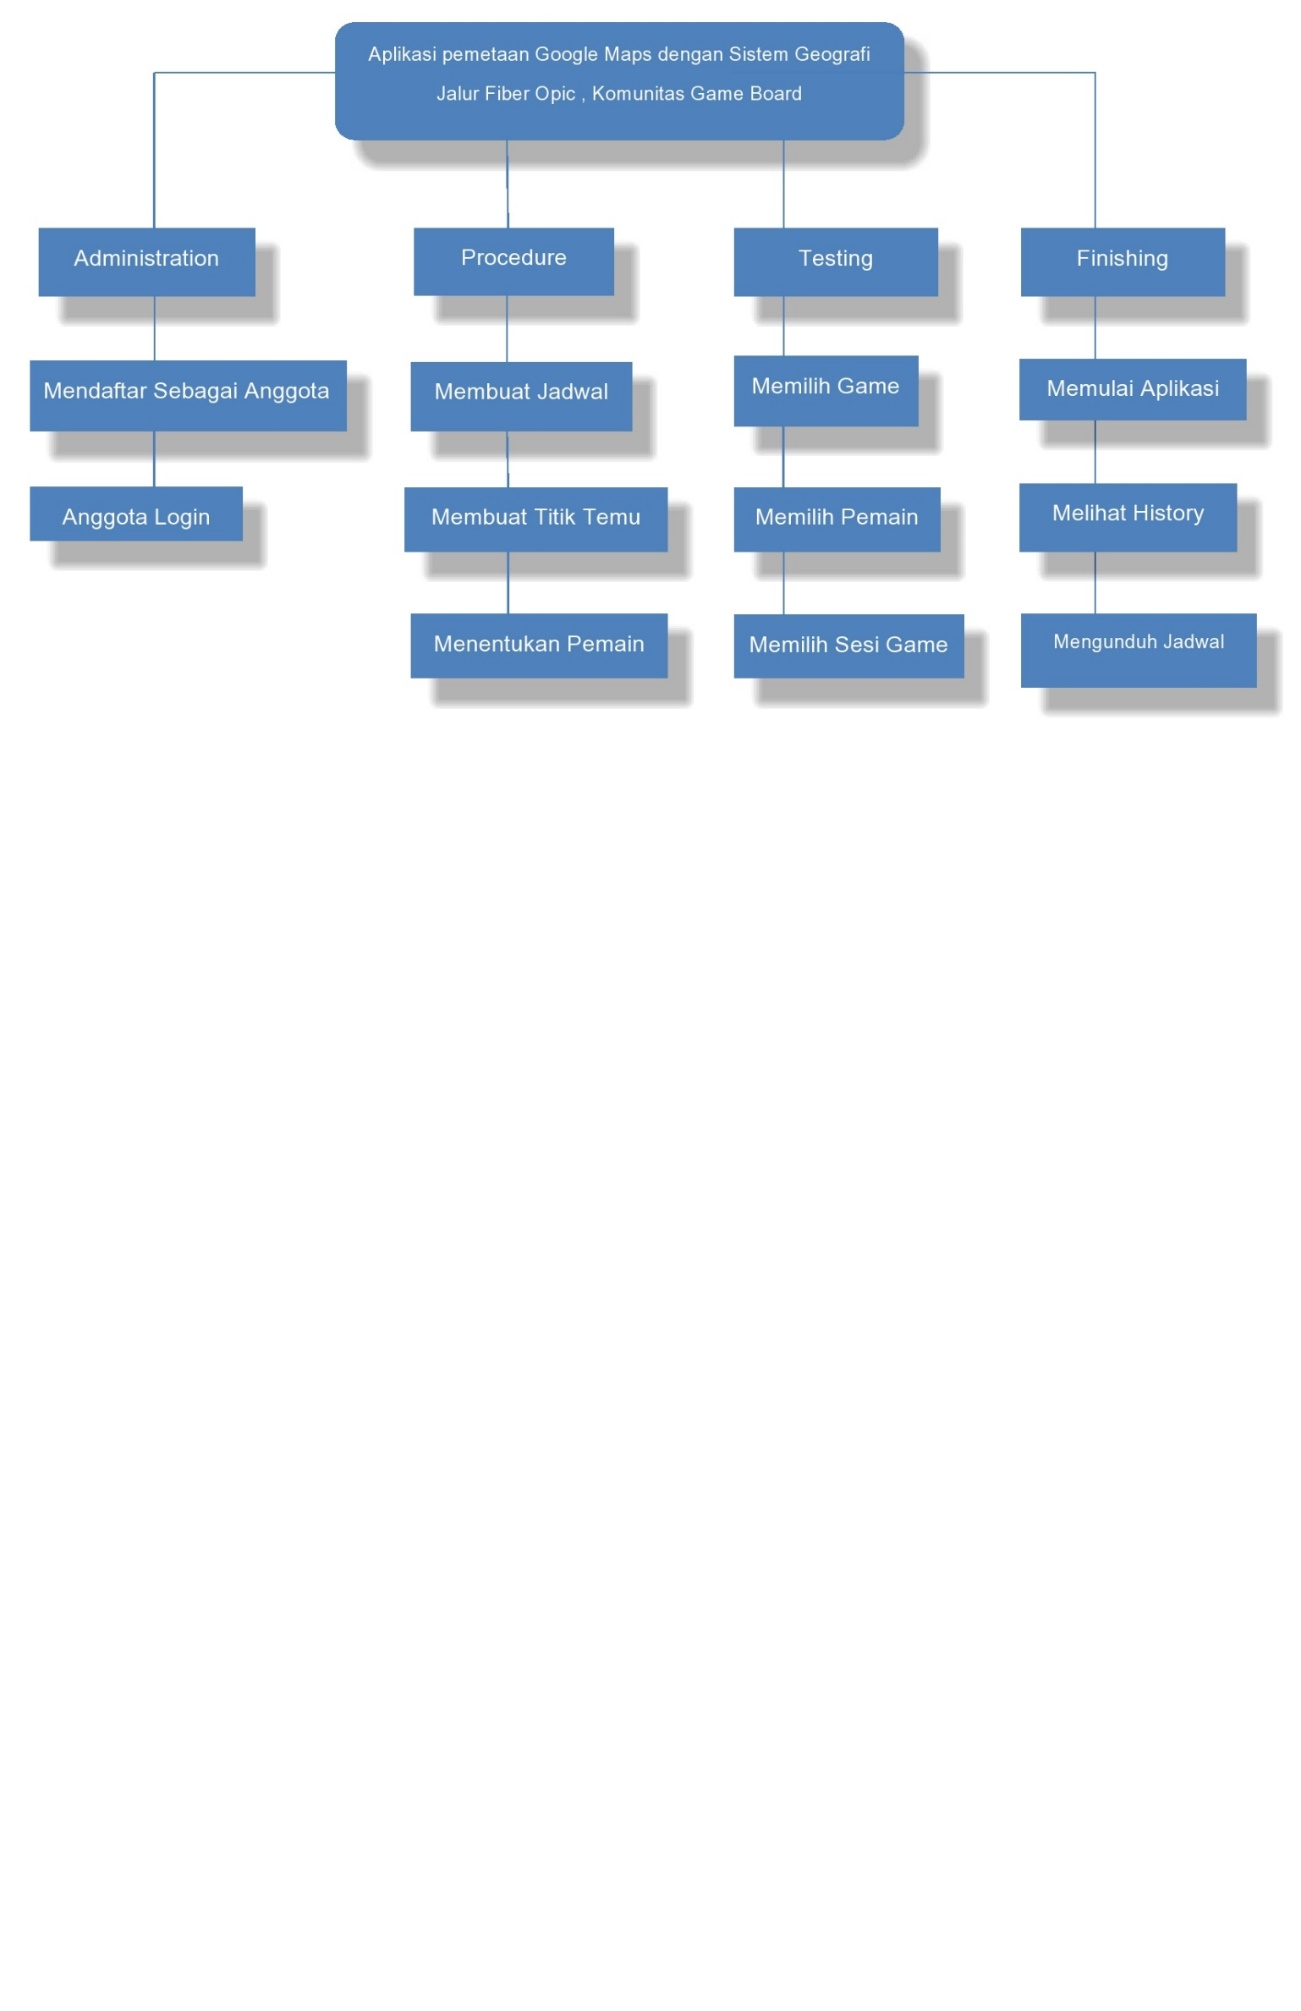 Aplikasi pemetaan Google Maps dengan Sistem Geografi
Jalur Fiber Opic , Komunitas Game Board
Administration
Mendaftar Sebagai Anggota
Anggota Login
Procedure
Membuat Jadwal
Membuat Titik Temu
Menentukan Pemain
Testing
Memilih Game
Memilih Pemain
Memilih Sesi Game
Finishing
Memulai Aplikasi
Melihat History
Mengunduh Jadwal